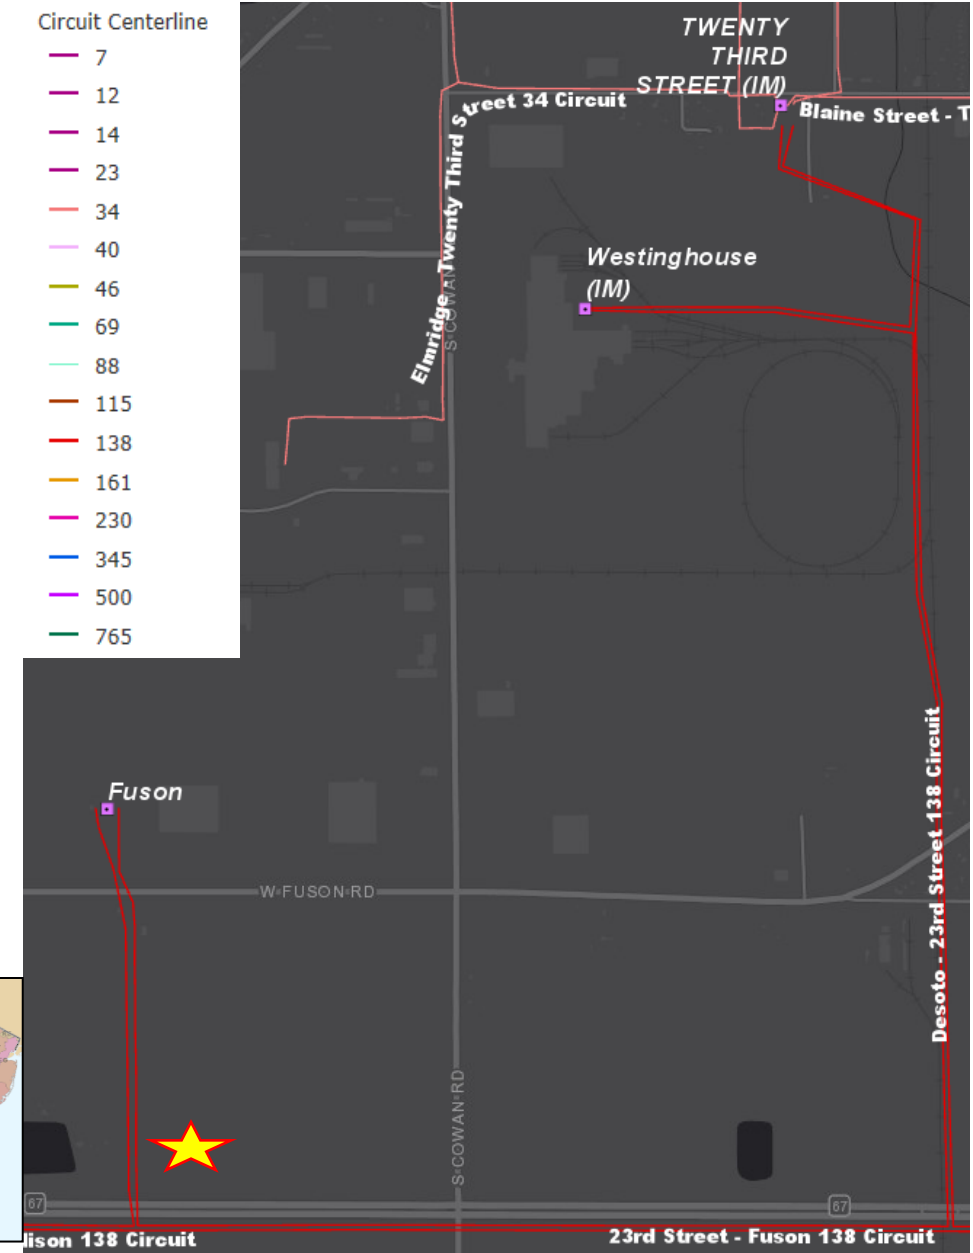 Circuit Centerline
7
12
14
23
34
40
46
69
88
115
138
161
230
345
500
765
TWENTY
THIRD
STREET (IM)
Elmridge - Twenty Third Street 34 Circuit
Blaine Street - T
Westinghouse
(IM)
S COWAN
Desoto - 23rd Street 138 Circuit
Fuson
W FUSON RD
S COWAN RD
67
67
lison 138 Circuit
23rd Street - Fuson 138 Circuit